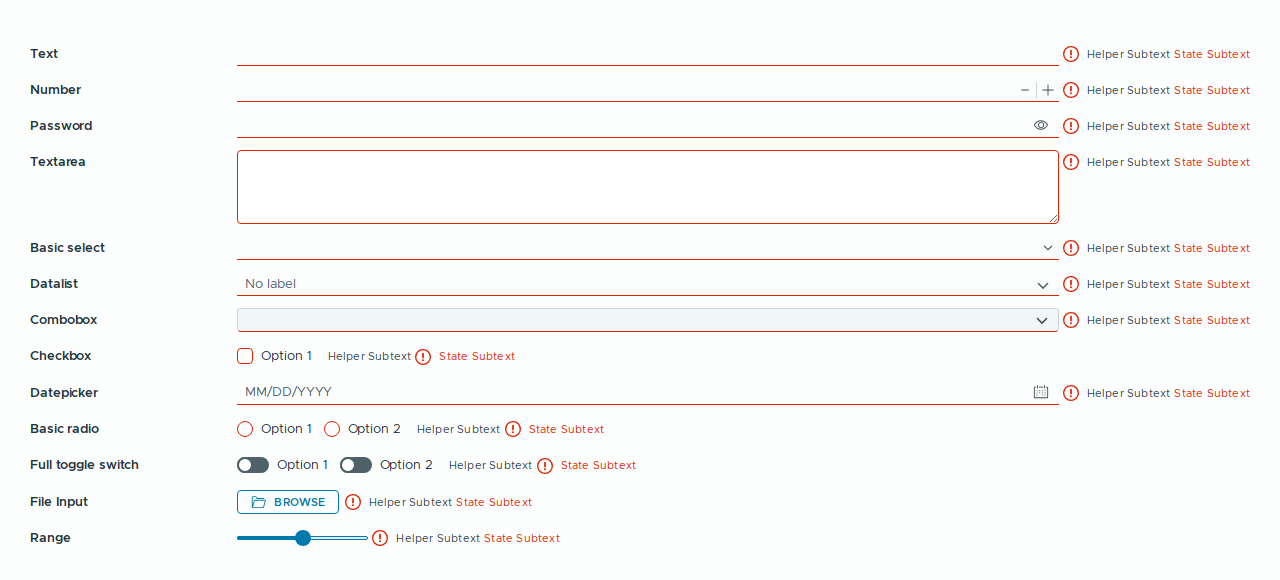 Text Helper Subtext State Subtext
Number Helper Subtext State Subtext
Password Helper Subtext State Subtext
Textarea Helper Subtext State Subtext
Basic select Helper Subtext State Subtext
Datalist No label Helper Subtext State Subtext
Combobox Helper Subtext State Subtext
Checkbox Option 1 Helper Subtext State Subtext
Datepicker MM/DD/YYYY Helper Subtext State Subtext
Basic radio Option 1 Option 2 Helper Subtext State Subtext
Full toggle switch Option 1 Option 2 Helper Subtext State Subtext
File Input BROWSE Helper Subtext State Subtext
Range Helper Subtext State Subtext